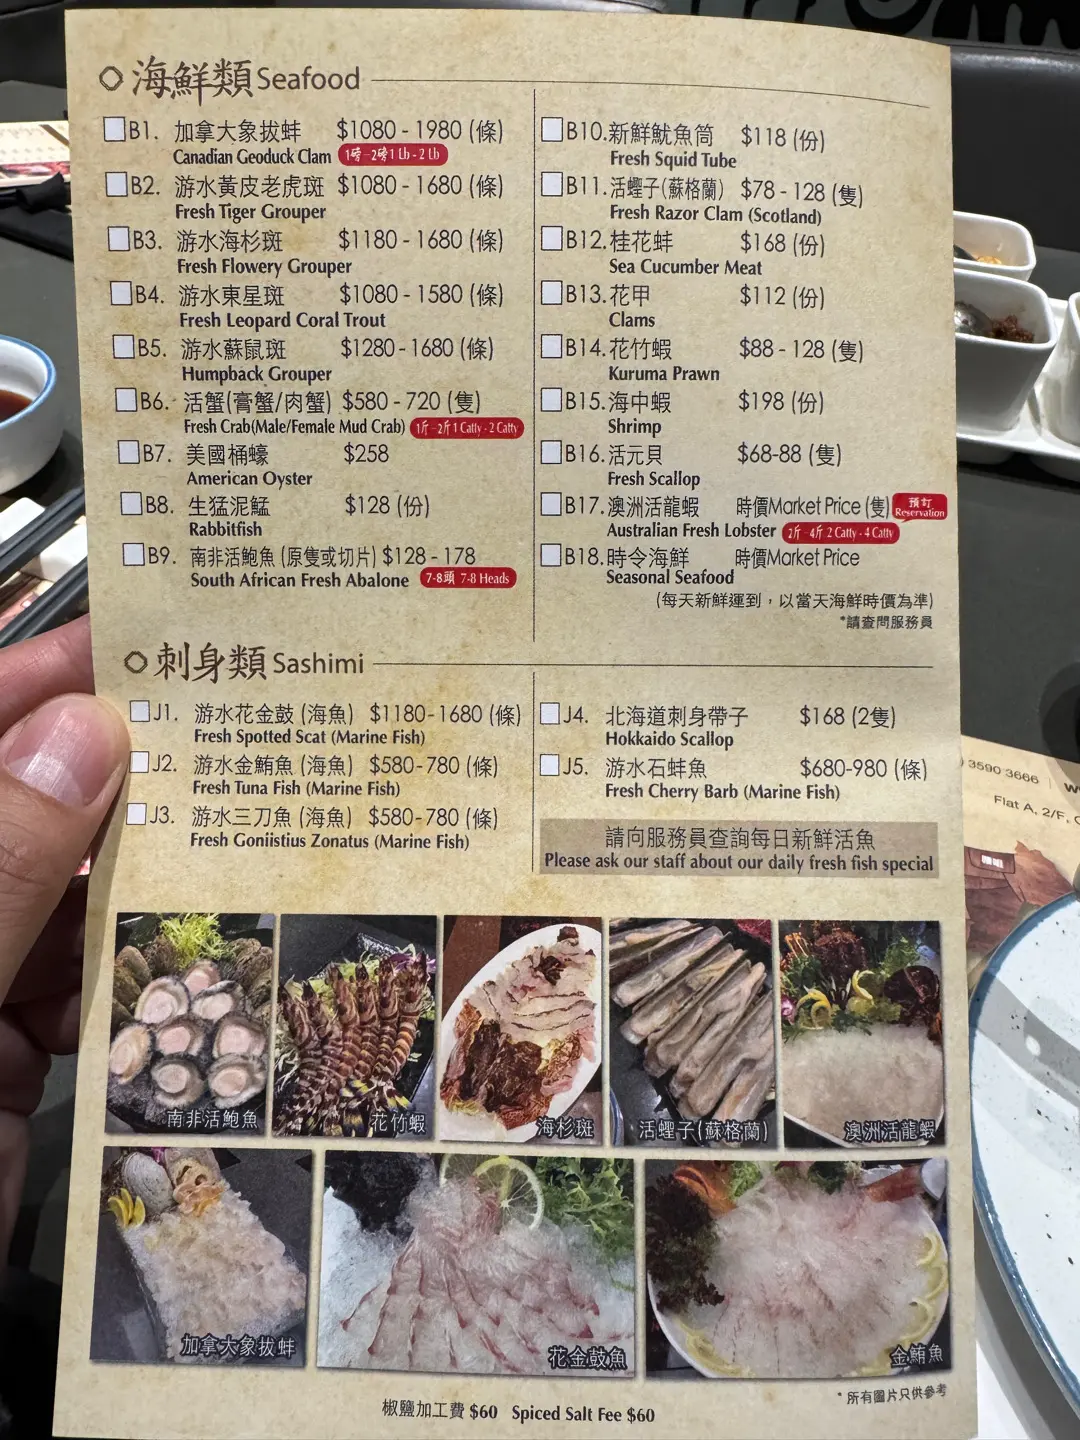 海鮮類 Seafood
B1. 加拿大象拔蚌 $1080 - 1980 (條)
Canadian Geoduck Clam 1磅 - 2磅 1 Lb - 2 Lb
B2. 游水黃皮老虎斑 $1080 - 1680 (條)
Fresh Tiger Grouper
B3. 游水海杉斑 $1180 - 1680 (條)
Fresh Flowery Grouper
B4. 游水東星斑 $1080 - 1580 (條)
Fresh Leopard Coral Trout
B5. 游水蘇鼠斑 $1280 - 1680 (條)
Humpback Grouper
B6. 活蟹(膏蟹/肉蟹) $580 - 720 (隻)
Fresh Crab(Male/Female Mud Crab) 1斤 - 2斤 1 Catty - 2 Catty
B7. 美國桶蠔 $258
American Oyster
B8. 生猛泥鯭 $128 (份)
Rabbitfish
B9. 南非活鮑魚 (原隻或切片) $128 - 178
South African Fresh Abalone 7-8頭 7-8 Heads
B10. 新鮮魷魚筒 $118 (份)
Fresh Squid Tube
B11. 活蟶子(蘇格蘭) $78 - 128 (隻)
Fresh Razor Clam (Scotland)
B12. 桂花蚌 $168 (份)
Sea Cucumber Meat
B13. 花甲 $112 (份)
Clams
B14. 花竹蝦 $88 - 128 (隻)
Kuruma Prawn
B15. 海中蝦 $198 (份)
Shrimp
B16. 活元貝 $68-88 (隻)
Fresh Scallop
B17. 澳洲活龍蝦 時價Market Price (隻) 預訂 Reservation
Australian Fresh Lobster 2斤 - 4斤 2 Catty - 4 Catty
B18. 時令海鮮 時價Market Price
Seasonal Seafood
(每天新鮮運到，以當天海鮮時價為準)
*請查問服務員
刺身類 Sashimi
J1. 游水花金鼓 (海魚) $1180-1680 (條)
Fresh Spotted Scat (Marine Fish)
J2. 游水金鮪魚 (海魚) $580-780 (條)
Fresh Tuna Fish (Marine Fish)
J3. 游水三刀魚 (海魚) $580-780 (條)
Fresh Goniistius Zonatus (Marine Fish)
J4. 北海道刺身帶子 $168 (2隻)
Hokkaido Scallop
J5. 游水石蚌魚 $680-980 (條)
Fresh Cherry Barb (Marine Fish)
請向服務員查詢每日新鮮活魚
Please ask our staff about our daily fresh fish special
) 3590 3666
Flat A, 2/F,
南非活鮑魚
花竹蝦
海杉斑
活蟶子(蘇格蘭)
澳洲活龍蝦
加拿大象拔蚌
花金鼓魚
金鮪魚
* 所有圖片只供參考
椒鹽加工費 $60 Spiced Salt Fee $60